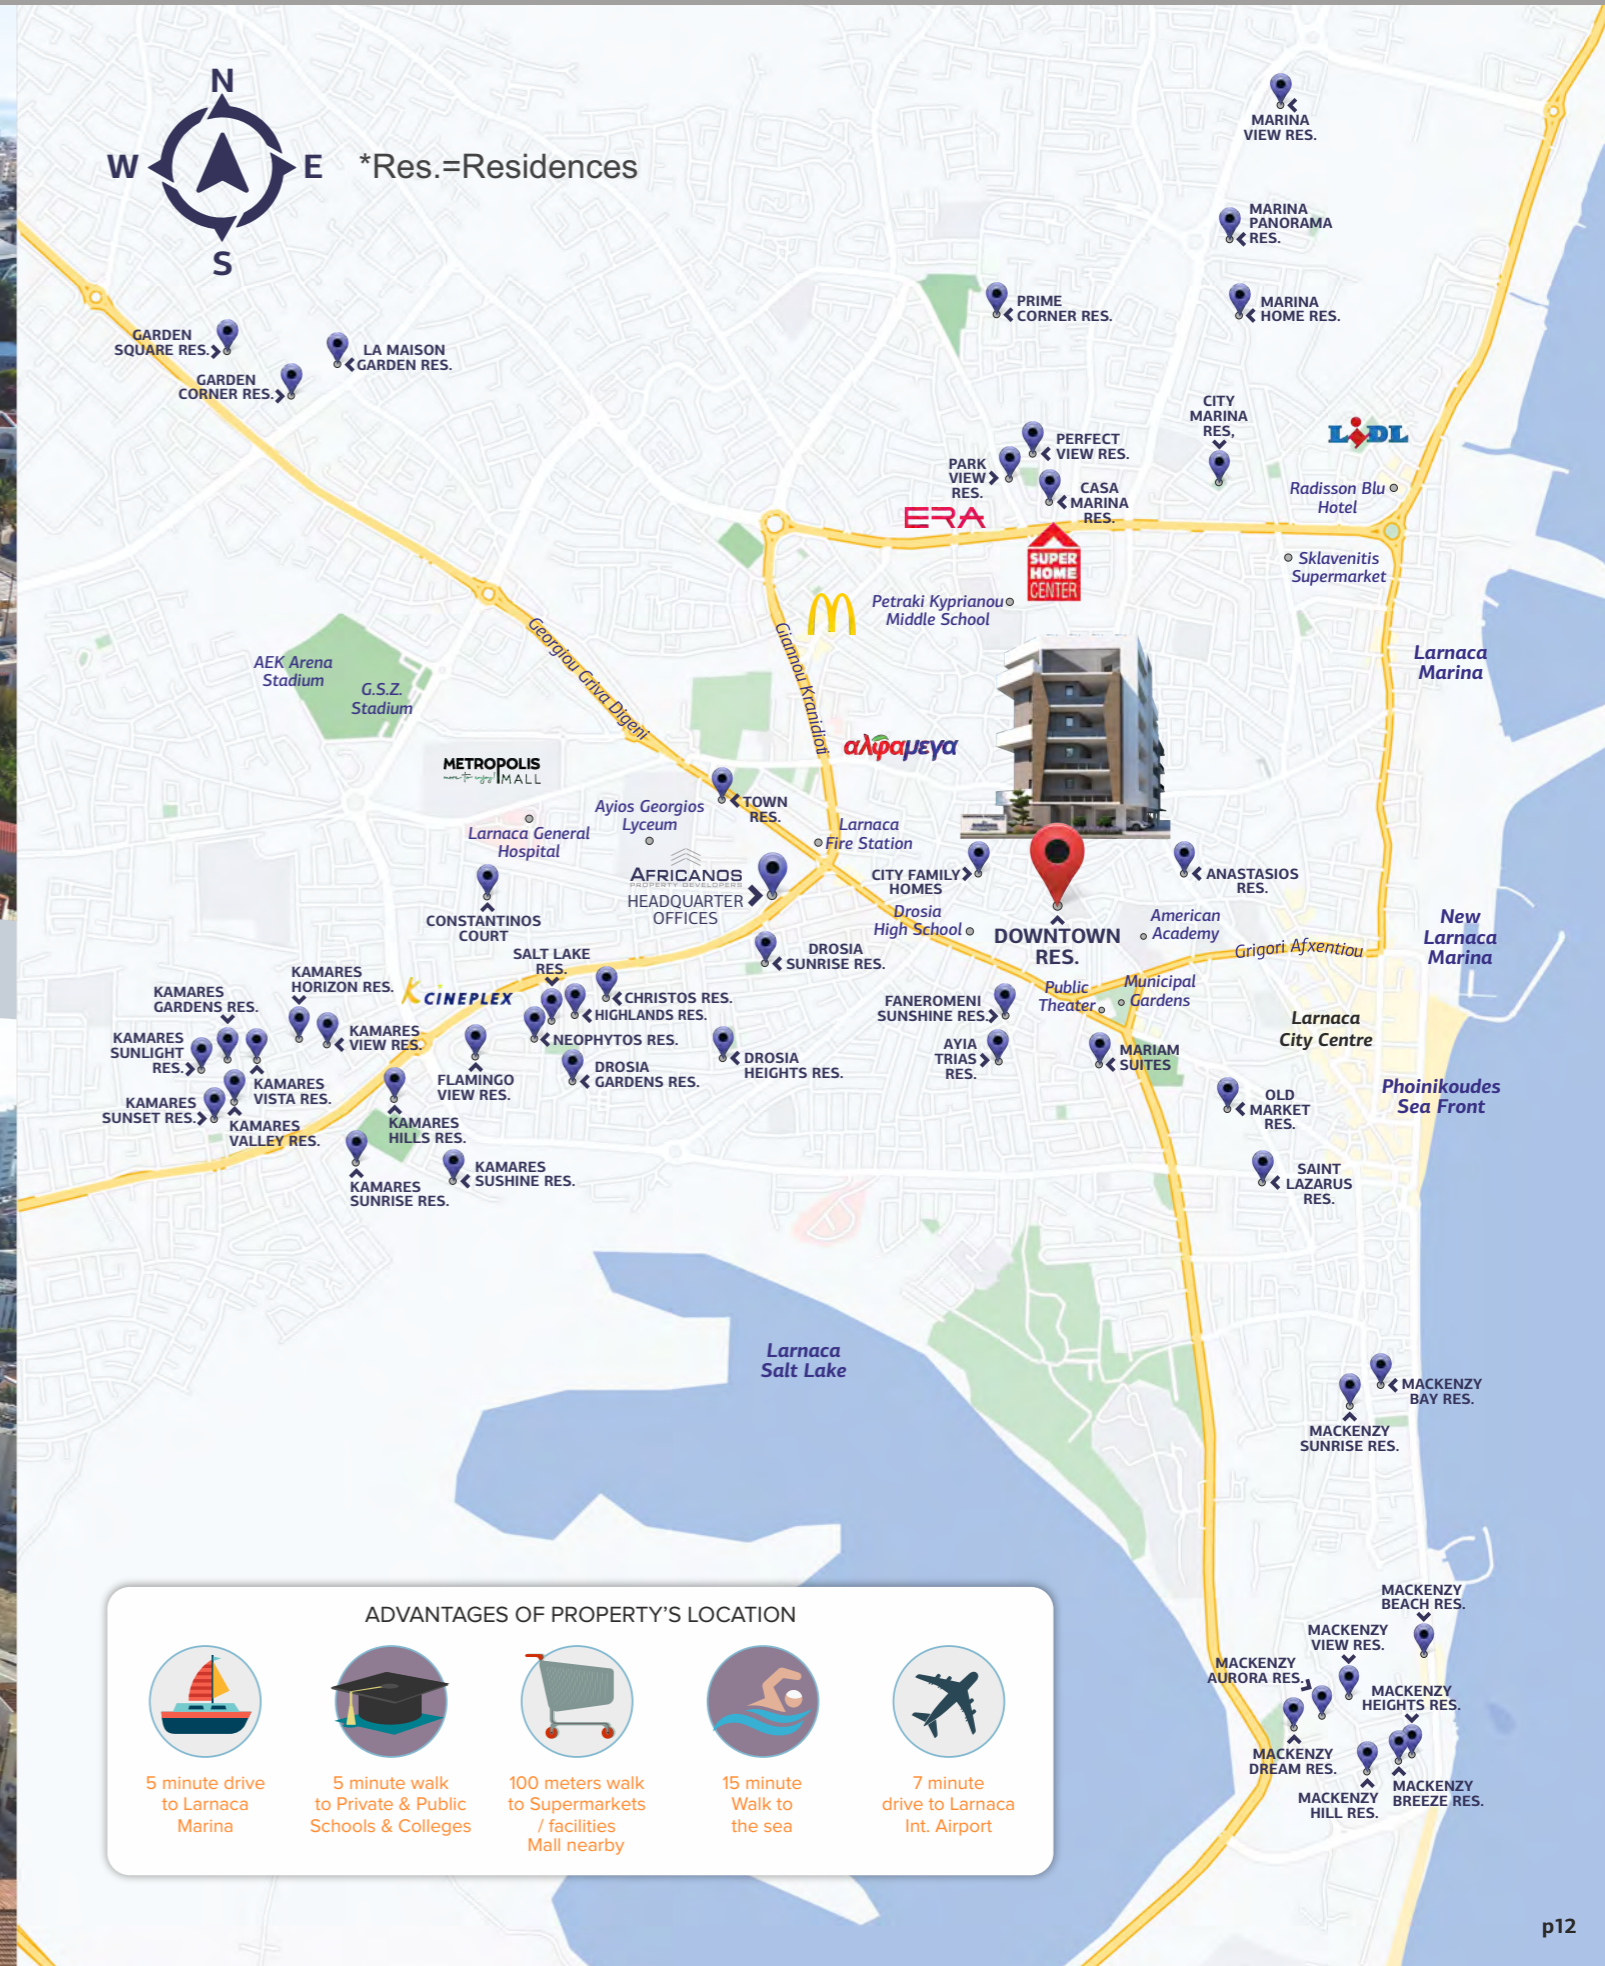 N
W
E
S
*Res.=Residences
MARINA
VIEW RES.
MARINA
PANORAMA
RES.
PRIME
CORNER RES.
MARINA
HOME RES.
GARDEN
SQUARE RES.
LA MAISON
GARDEN RES.
GARDEN
CORNER RES.
CITY
MARINA
RES,
LiDL
PERFECT
VIEW RES.
PARK
VIEW
RES.
CASA
MARINA
RES.
Radisson Blu
Hotel
ERA
SUPER
HOME
CENTER
Sklavenitis
Supermarket
Petraki Kyprianou
Middle School
Georgiou Griva Digeni
Giannou Kranidioti
AEK Arena
Stadium
G.S.Z.
Stadium
Larnaca
Marina
αλφαμεγα
METROPOLIS
MALL
TOWN
RES.
Ayios Georgios
Lyceum
Larnaca General
Hospital
Larnaca
Fire Station
AFRICANOS
PROPERTY DEVELOPERS
HEADQUARTER
OFFICES
CITY FAMILY
HOMES
ANASTASIOS
RES.
CONSTANTINOS
COURT
Drosia
High School
DOWNTOWN
RES.
American
Academy
Grigori Afxentiou
New
Larnaca
Marina
SALT LAKE
RES.
DROSIA
SUNRISE RES.
KAMARES
HORIZON RES.
KAMARES
GARDENS RES.
K CINEPLEX
CHRISTOS RES.
HIGHLANDS RES.
FANEROMENI
SUNSHINE RES.
Public
Theater
Municipal
Gardens
Larnaca
City Centre
KAMARES
SUNLIGHT
RES.
KAMARES
VIEW RES.
NEOPHYTOS RES.
AYIA
TRIAS
RES.
MARIAM
SUITES
DROSIA
GARDENS RES.
DROSIA
HEIGHTS RES.
KAMARES
VISTA RES.
FLAMINGO
VIEW RES.
KAMARES
SUNSET RES.
KAMARES
VALLEY RES.
KAMARES
HILLS RES.
OLD
MARKET
RES.
Phoinikoudes
Sea Front
KAMARES
SUNRISE RES.
KAMARES
SUSHINE RES.
SAINT
LAZARUS
RES.
Larnaca
Salt Lake
MACKENZY
BAY RES.
MACKENZY
SUNRISE RES.
MACKENZY
BEACH RES.
MACKENZY
VIEW RES.
MACKENZY
AURORA RES.
MACKENZY
HEIGHTS RES.
MACKENZY
DREAM RES.
MACKENZY
HILL RES.
MACKENZY
BREEZE RES.
ADVANTAGES OF PROPERTY'S LOCATION
5 minute drive
to Larnaca
Marina
5 minute walk
to Private & Public
Schools & Colleges
100 meters walk
to Supermarkets
/ facilities
Mall nearby
15 minute
Walk to
the sea
7 minute
drive to Larnaca
Int. Airport
p12